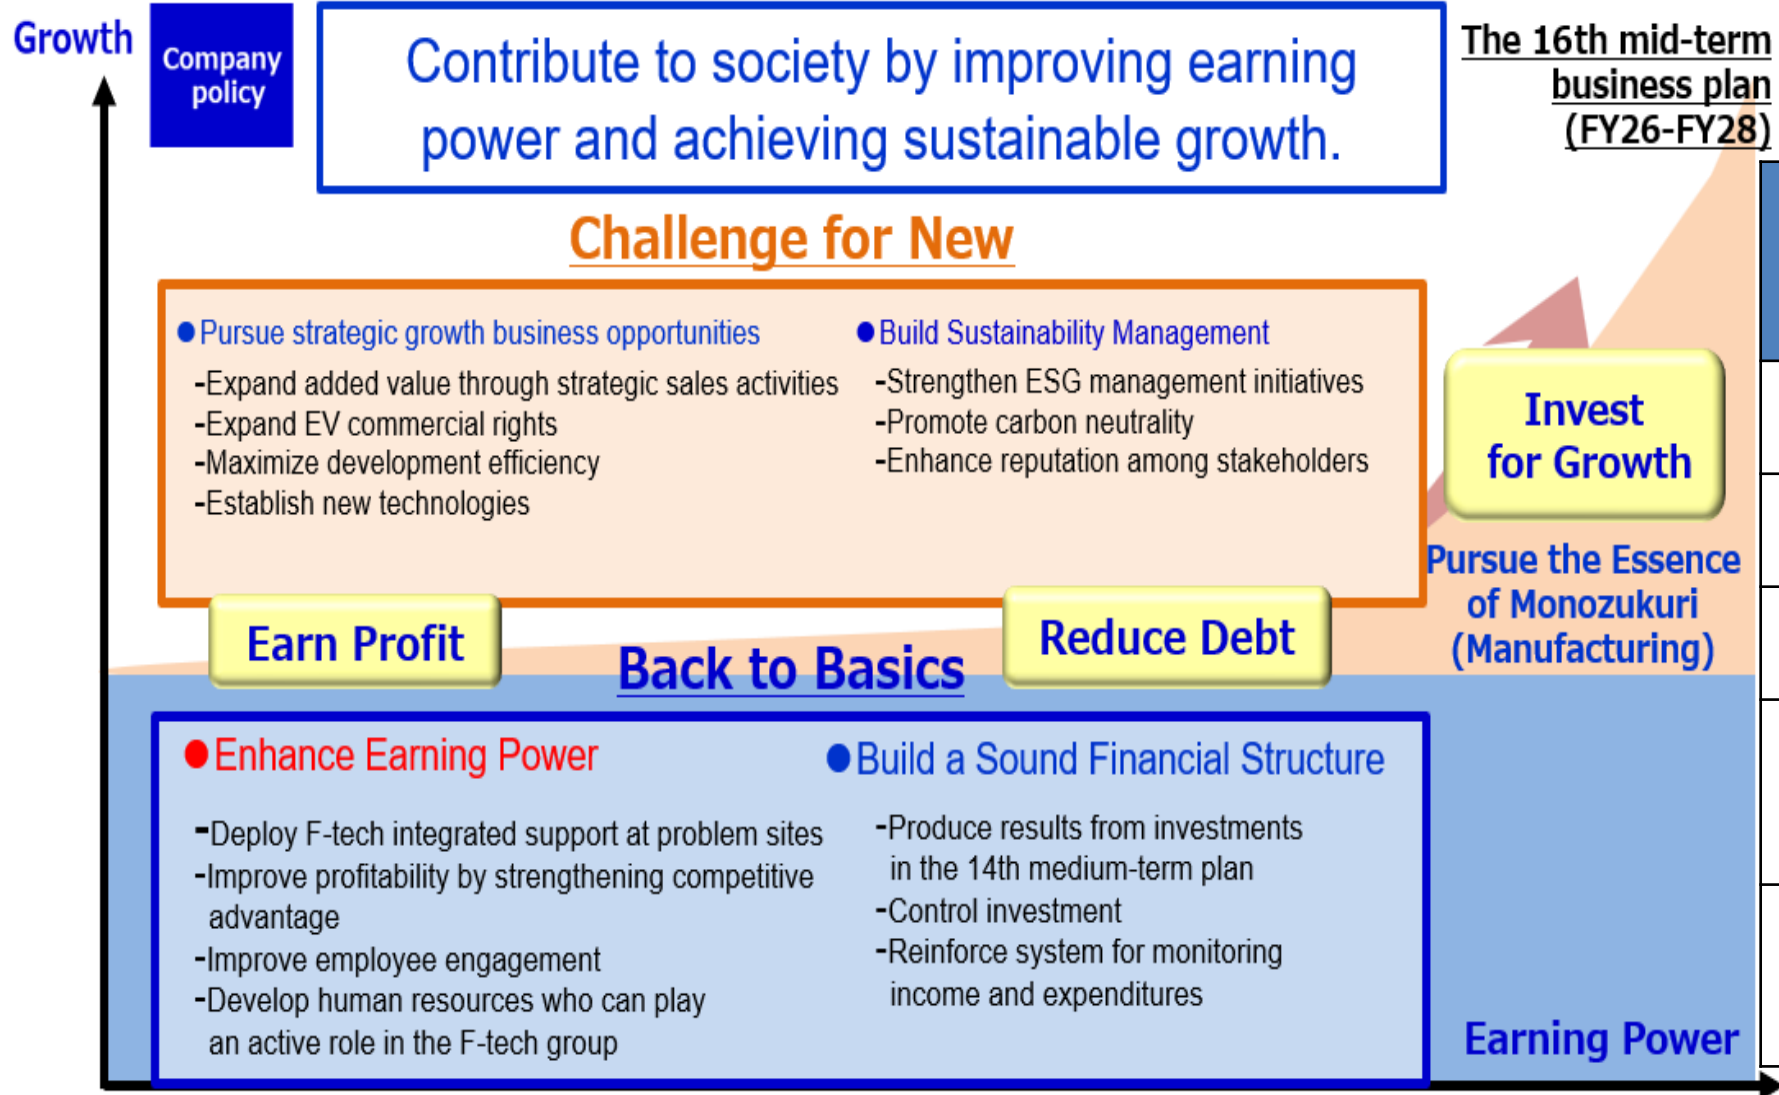 Growth
Company
policy
Contribute to society by improving earning
power and achieving sustainable growth.
The 16th mid-term
business plan
(FY26-FY28)
Challenge for New
●Pursue strategic growth business opportunities
-Expand added value through strategic sales activities
-Expand EV commercial rights
-Maximize development efficiency
-Establish new technologies
●Build Sustainability Management
-Strengthen ESG management initiatives
-Promote carbon neutrality
-Enhance reputation among stakeholders
Invest
for Growth
Pursue the Essence
of Monozukuri
(Manufacturing)
Earn Profit
Back to Basics
Reduce Debt
●Enhance Earning Power
-Deploy F-tech integrated support at problem sites
-Improve profitability by strengthening competitive
advantage
-Improve employee engagement
-Develop human resources who can play
an active role in the F-tech group
●Build a Sound Financial Structure
-Produce results from investments
in the 14th medium-term plan
-Control investment
-Reinforce system for monitoring
income and expenditures
Earning Power